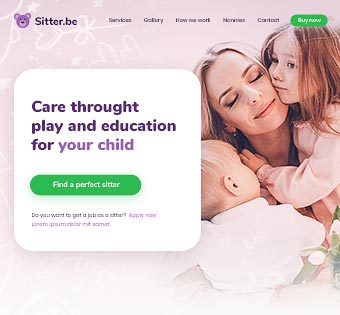 Sitter.be
Services Gallary How we work Nonnies Contact Buy now
Care throught
play and education
for your child
Find a perfect sitter
Do you want to get a job as a sitter? Apply now
Lorem ipsum dolor mit samet